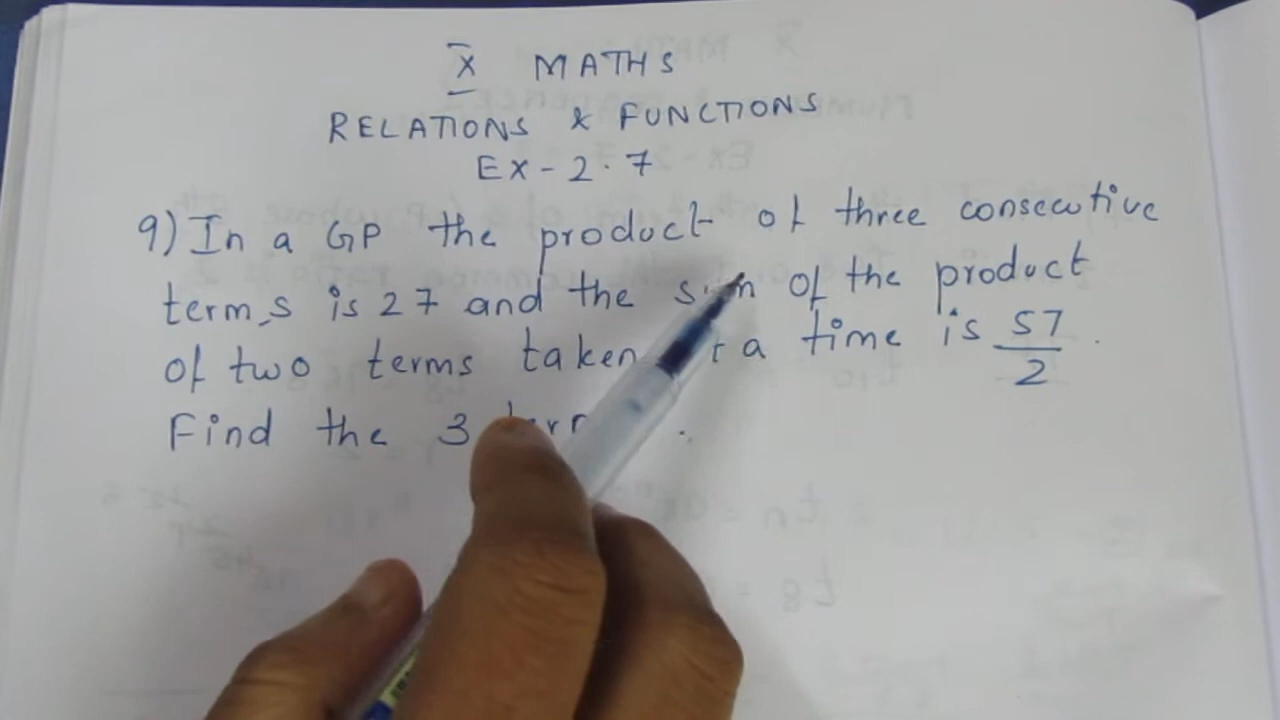 X MATHS
RELATIONS & FUNCTIONS
EX-2.7
9) In a GP the product of three consecutive
terms is 27 and the sum of the product
of two terms taken a time is 57/2.
Find the 3